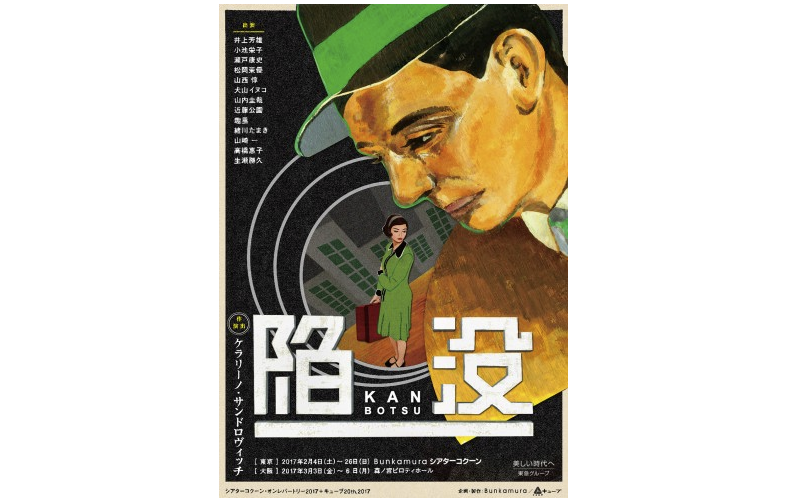 出演
井上芳雄
小池栄子
瀬戸康史
松岡茉優
山西 惇
犬山イヌコ
山内圭哉
近藤公園
趣里
緒川たまき
山崎 一
高橋惠子
生瀬勝久
作
演出
ケラリーノ・サンドロヴィッチ
陥没
KAN
BOTSU
[ 東京 ] 2017年2月4日(土)〜26日(日) Bunkamura シアターコクーン
[ 大阪 ] 2017年3月3日(金)〜 6日(月) 森ノ宮ピロティホール
美しい時代へ
東急グループ
シアターコクーン・オンレパートリー2017+キューブ20th,2017
企画・製作:Bunkamura / キューブ